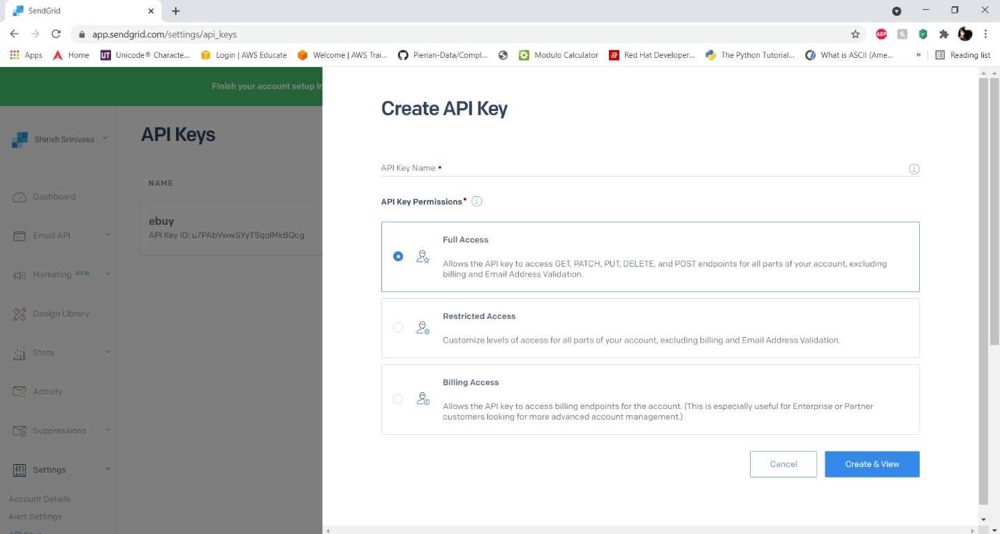 SendGrid
app.sendgrid.com/settings/api_keys
ABP
Apps
Home
Unicode® Characte...
Login | AWS Educate
Welcome | AWS Trai...
Pierian-Data/Compl...
Modulo Calculator
Red Hat Developer...
The Python Tutorial...
What is ASCII (Ame...
»
Reading list
Finish your account setup in
Shirish Srinivasa
Dashboard
Email API
Marketing NEW
Design Library
Stats
Activity
Suppressions
Settings
Account Details
Alert Settings
API Keys
API Keys
NAME
ebuy
API Key ID: u7PAbVwwSYyTSqoIMkBQcg
Create API Key
API Key Name •
API Key Permissions•
Full Access
Allows the API key to access GET, PATCH, PUT, DELETE, and POST endpoints for all parts of your account, excluding
billing and Email Address Validation.
Restricted Access
Customize levels of access for all parts of your account, excluding billing and Email Address Validation.
Billing Access
Allows the API key to access billing endpoints for the account. (This is especially useful for Enterprise or Partner
customers looking for more advanced account management.)
Cancel
Create & View